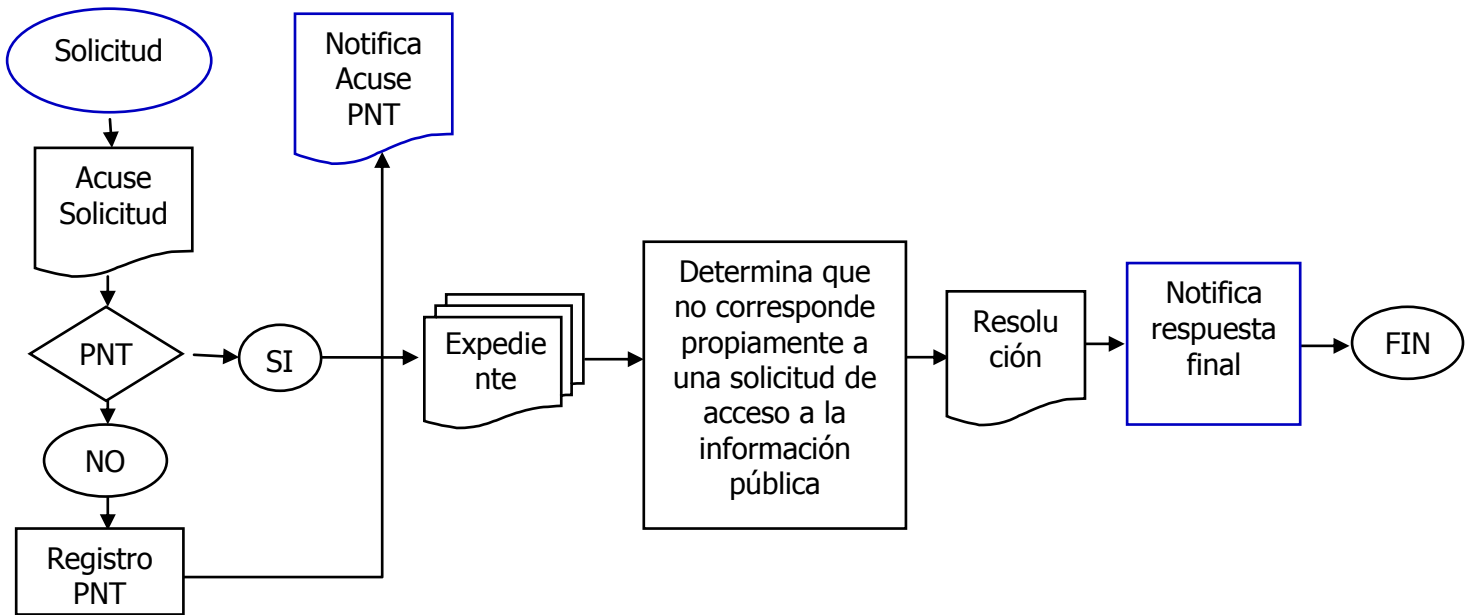 Solicitud
Notifica
Acuse
PNT
Acuse
Solicitud
PNT
SI
NO
Registro
PNT
Expedie
nte
Determina que
no corresponde
propiamente a
una solicitud de
acceso a la
información
pública
Resolu
ción
Notifica
respuesta
final
FIN